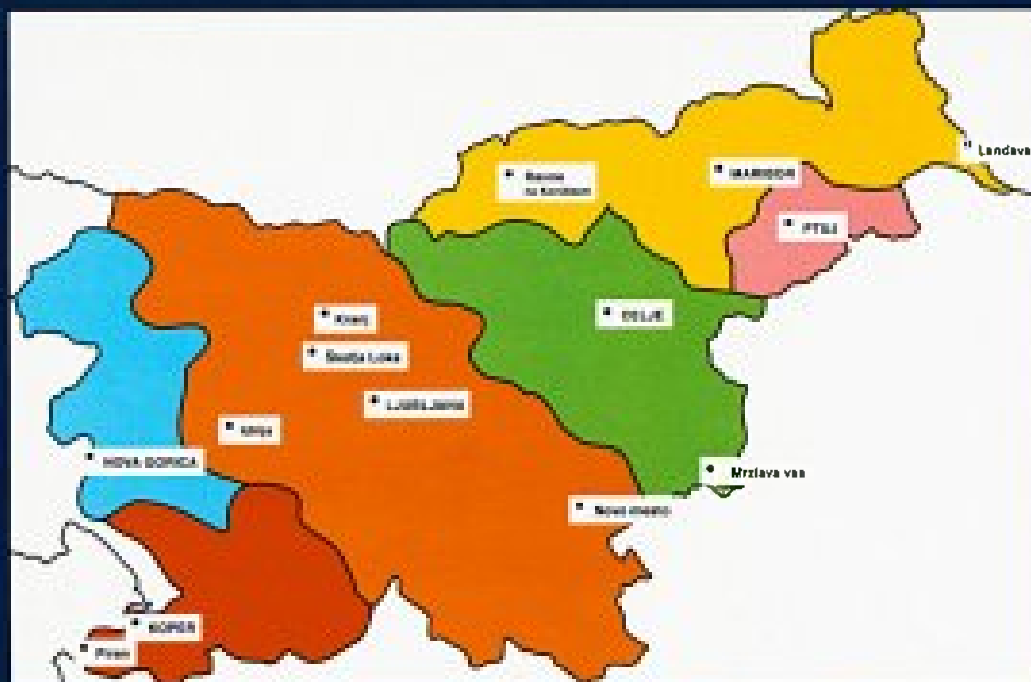 Lendava
MARIBOR
Ravne
na Koroškem
PTUJ
CELJE
Kranj
Škofja Loka
LJUBLJANA
Idrija
NOVA GORICA
Mrzlava vas
Novo mesto
KOPER
Piran